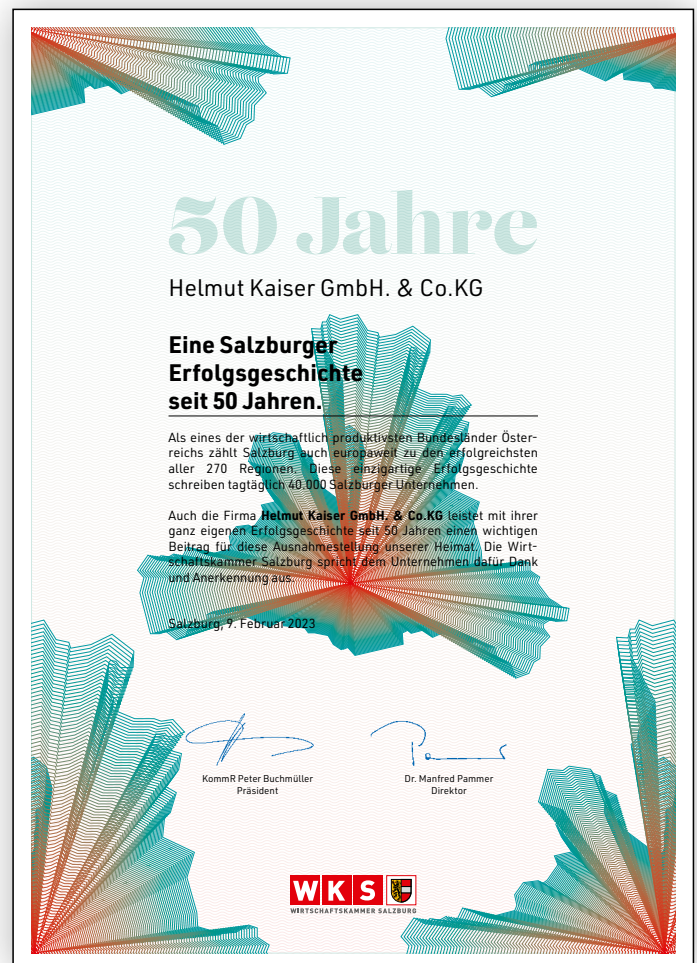 50 Jahre
Helmut Kaiser GmbH. & Co.KG
Eine Salzburger
Erfolgsgeschichte
seit 50 Jahren.
Als eines der wirtschaftlich produktivsten Bundesländer Öster-
reichs zählt Salzburg auch europaweit zu den erfolgreichsten
aller 270 Regionen. Diese einzigartige Erfolgsgeschichte
schreiben tagtäglich 40.000 Salzburger Unternehmen.
Auch die Firma Helmut Kaiser GmbH. & Co.KG leistet mit ihrer
ganz eigenen Erfolgsgeschichte seit 50 Jahren einen wichtigen
Beitrag für diese Ausnahmestellung unserer Heimat. Die Wirt-
schaftskammer Salzburg spricht dem Unternehmen dafür Dank
und Anerkennung aus.
Salzburg, 9. Februar 2023
KommR Peter Buchmüller
Präsident
Dr. Manfred Pammer
Direktor
WKS
WIRTSCHAFTSKAMMER SALZBURG